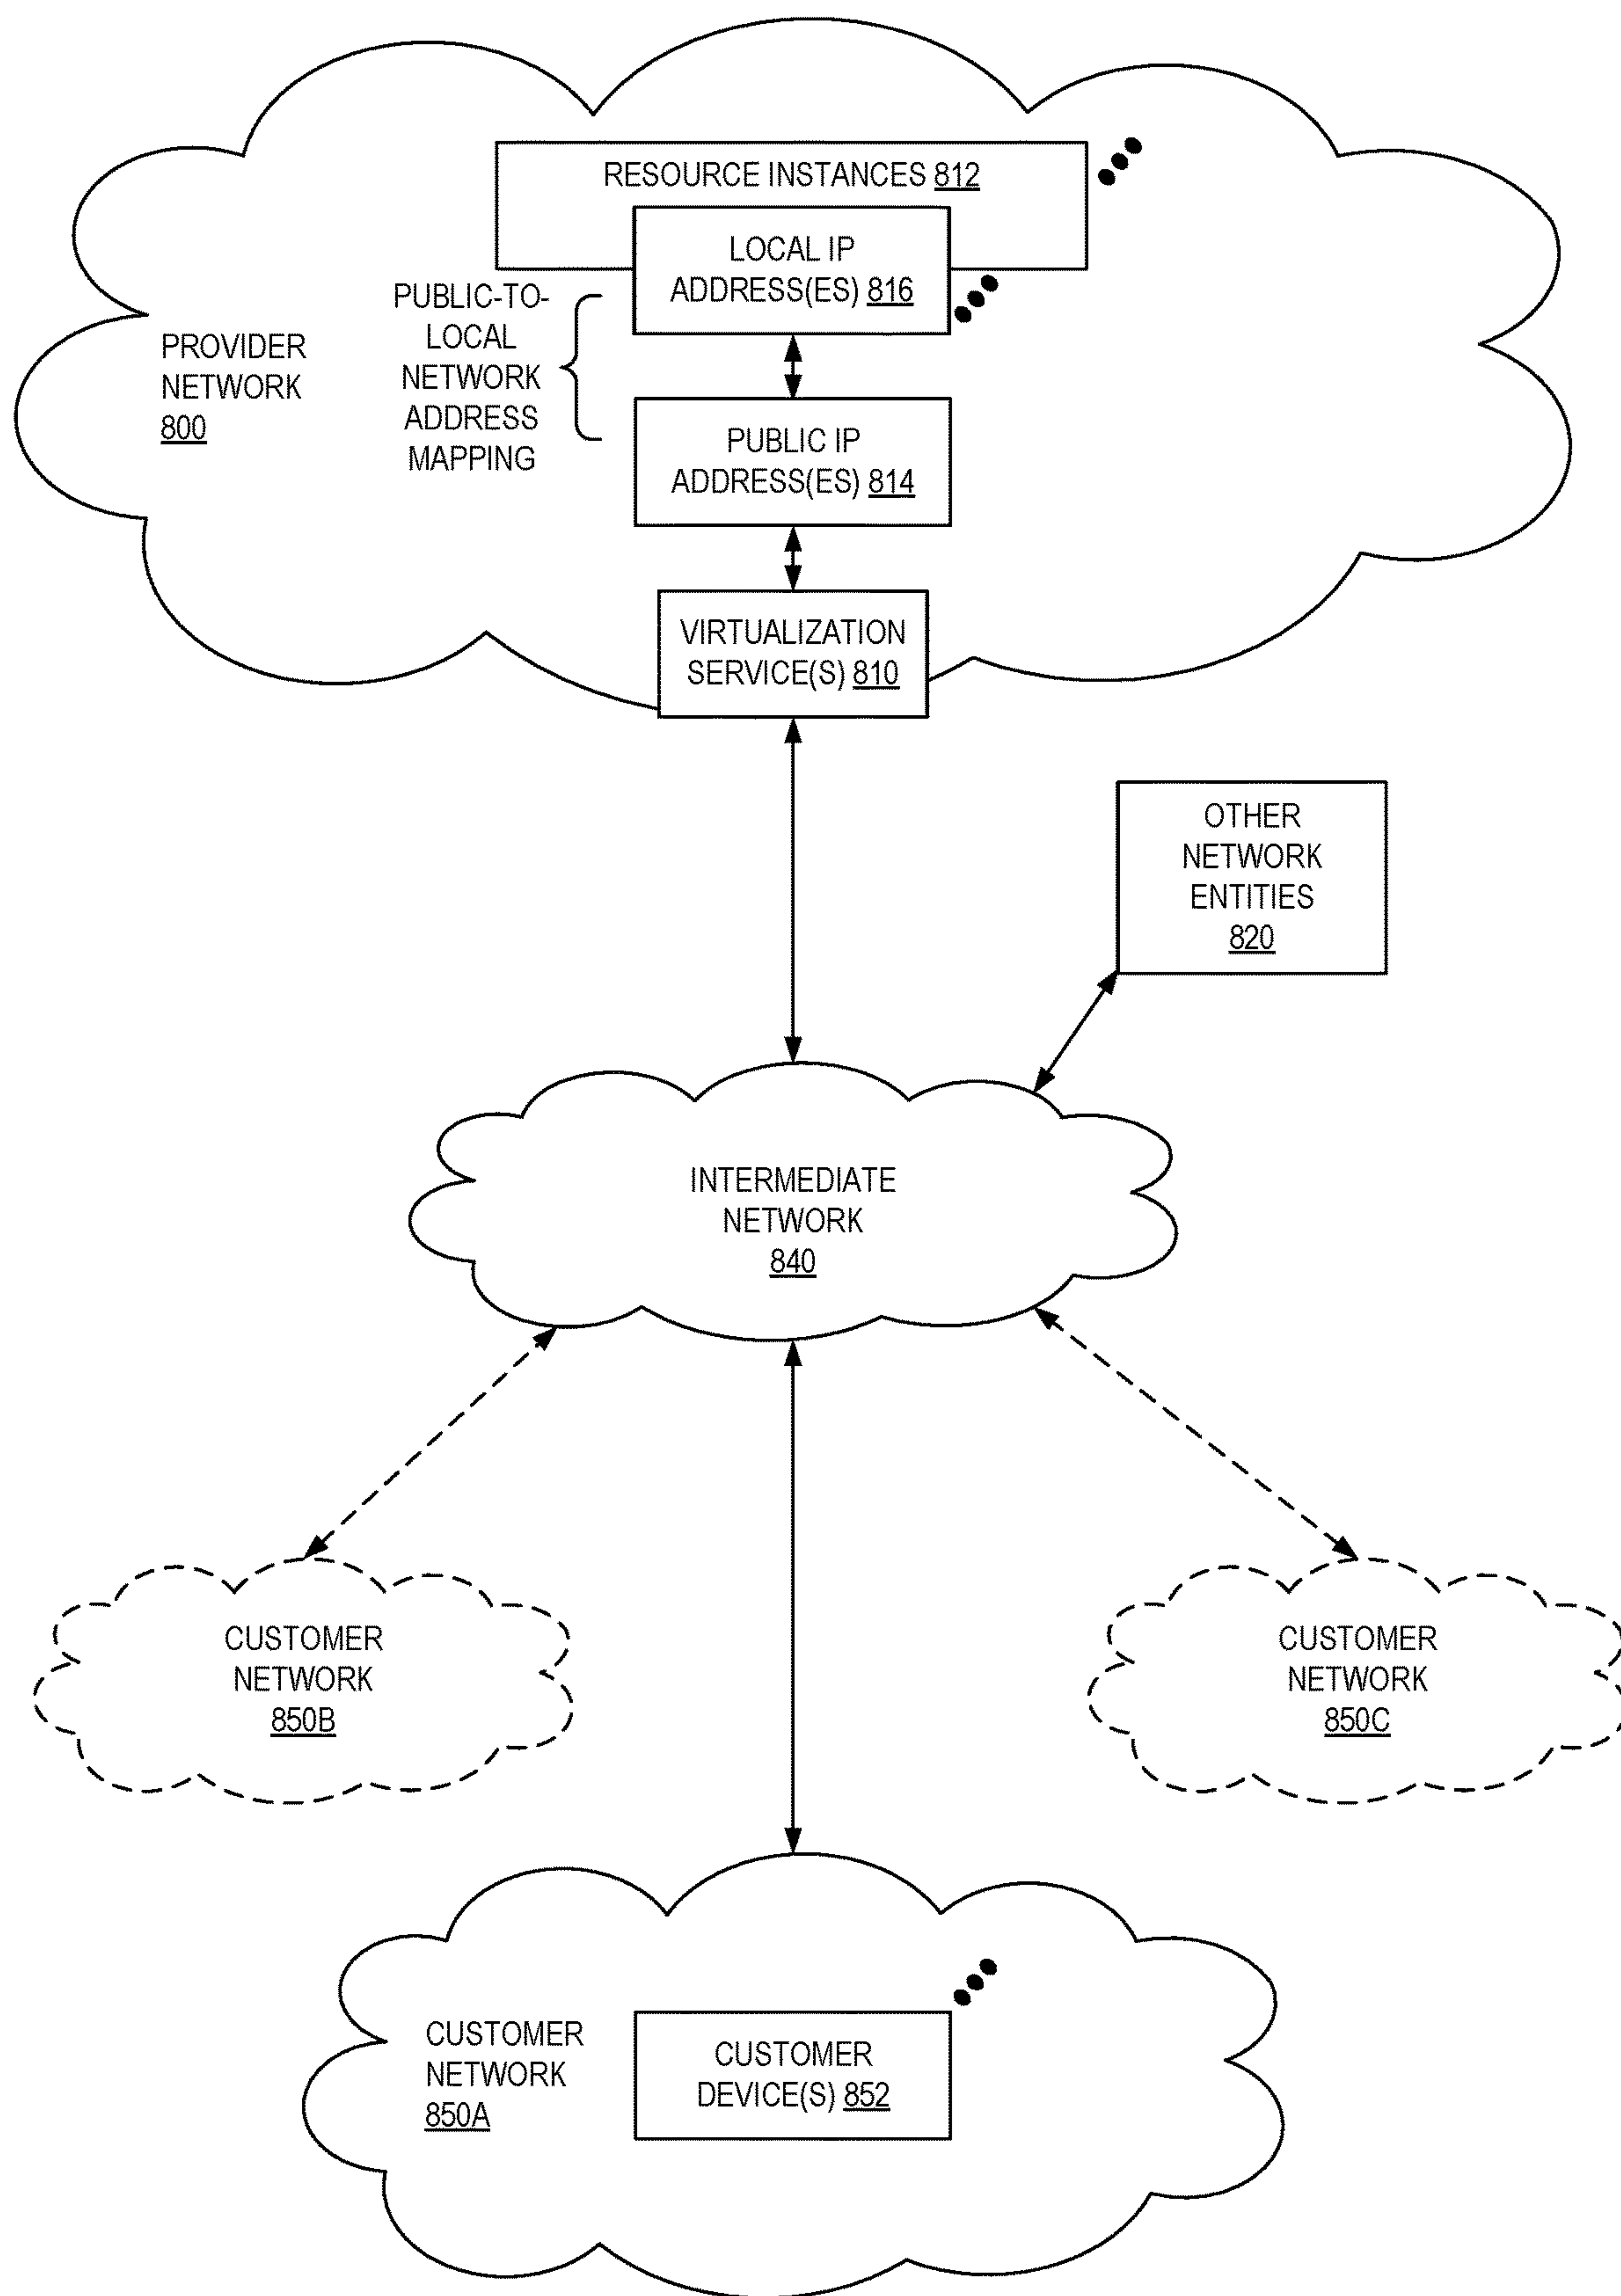 RESOURCE INSTANCES 812
LOCAL IP
ADDRESS(ES) 816
PUBLIC-TO-
LOCAL
NETWORK
ADDRESS
MAPPING
PROVIDER
NETWORK
800
PUBLIC IP
ADDRESS(ES) 814
VIRTUALIZATION
SERVICE(S) 810
OTHER
NETWORK
ENTITIES
820
INTERMEDIATE
NETWORK
840
CUSTOMER
NETWORK
850B
CUSTOMER
NETWORK
850C
CUSTOMER
NETWORK
850A
CUSTOMER
DEVICE(S) 852